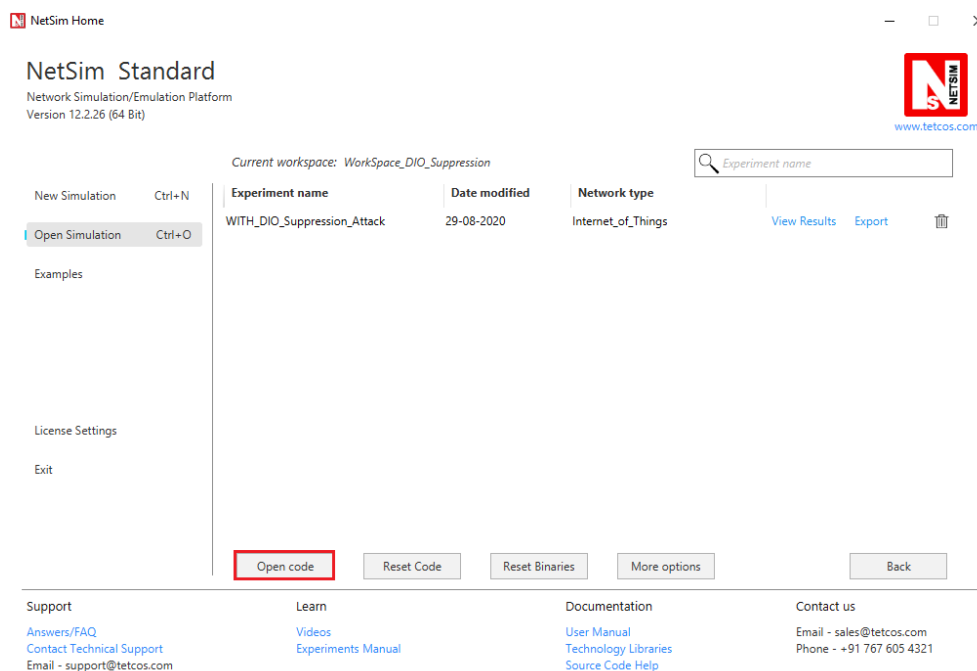 NetSim Home
NetSim Standard
Network Simulation/Emulation Platform
Version 12.2.26 (64 Bit)
NS NETSIM
www.tetcos.com
Current workspace: WorkSpace_DIO_Suppression
Experiment name
New Simulation Ctrl+N
Open Simulation Ctrl+O
Examples
License Settings
Exit
Experiment name Date modified Network type
WITH_DIO_Suppression_Attack 29-08-2020 Internet_of_Things View Results Export
Open code Reset Code Reset Binaries More options Back
Support
Answers/FAQ
Contact Technical Support
Email - support@tetcos.com
Learn
Videos
Experiments Manual
Documentation
User Manual
Technology Libraries
Source Code Help
Contact us
Email - sales@tetcos.com
Phone - +91 767 605 4321